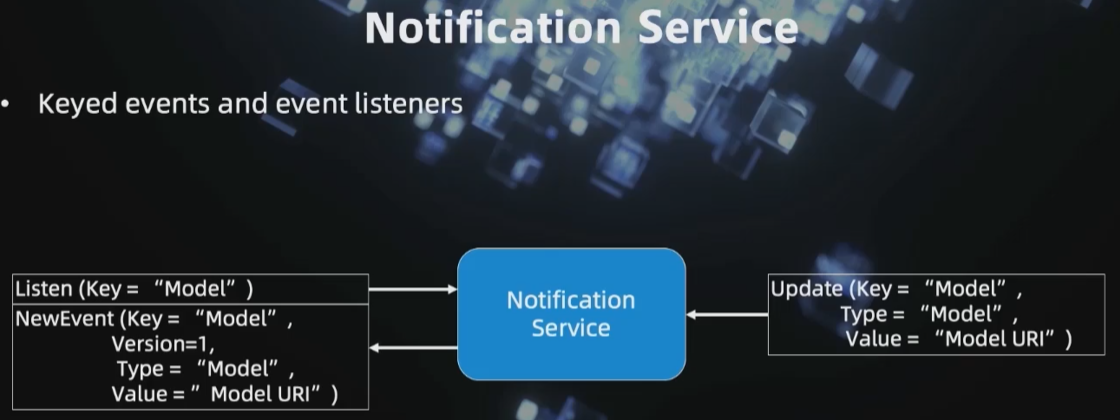 Notification Service
• Keyed events and event listeners
Listen (Key = “Model” )
NewEvent (Key = “Model” ,
Version=1,
Type = “Model” ,
Value = ” Model URI” )
Notification
Service
Update (Key = “Model” ,
Type = “Model” ,
Value = “Model URI” )